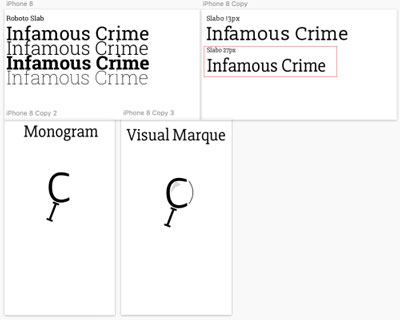 iPhone 8
Roboto Slab
Infamous Crime
Infamous Crime
Infamous Crime
Infamous Crime
iPhone 8 Copy
Slabo 13px
Infamous Crime
Slabo 27px
Infamous Crime
iPhone 8 Copy 2
Monogram
C
iPhone 8 Copy 3
Visual Marque
C